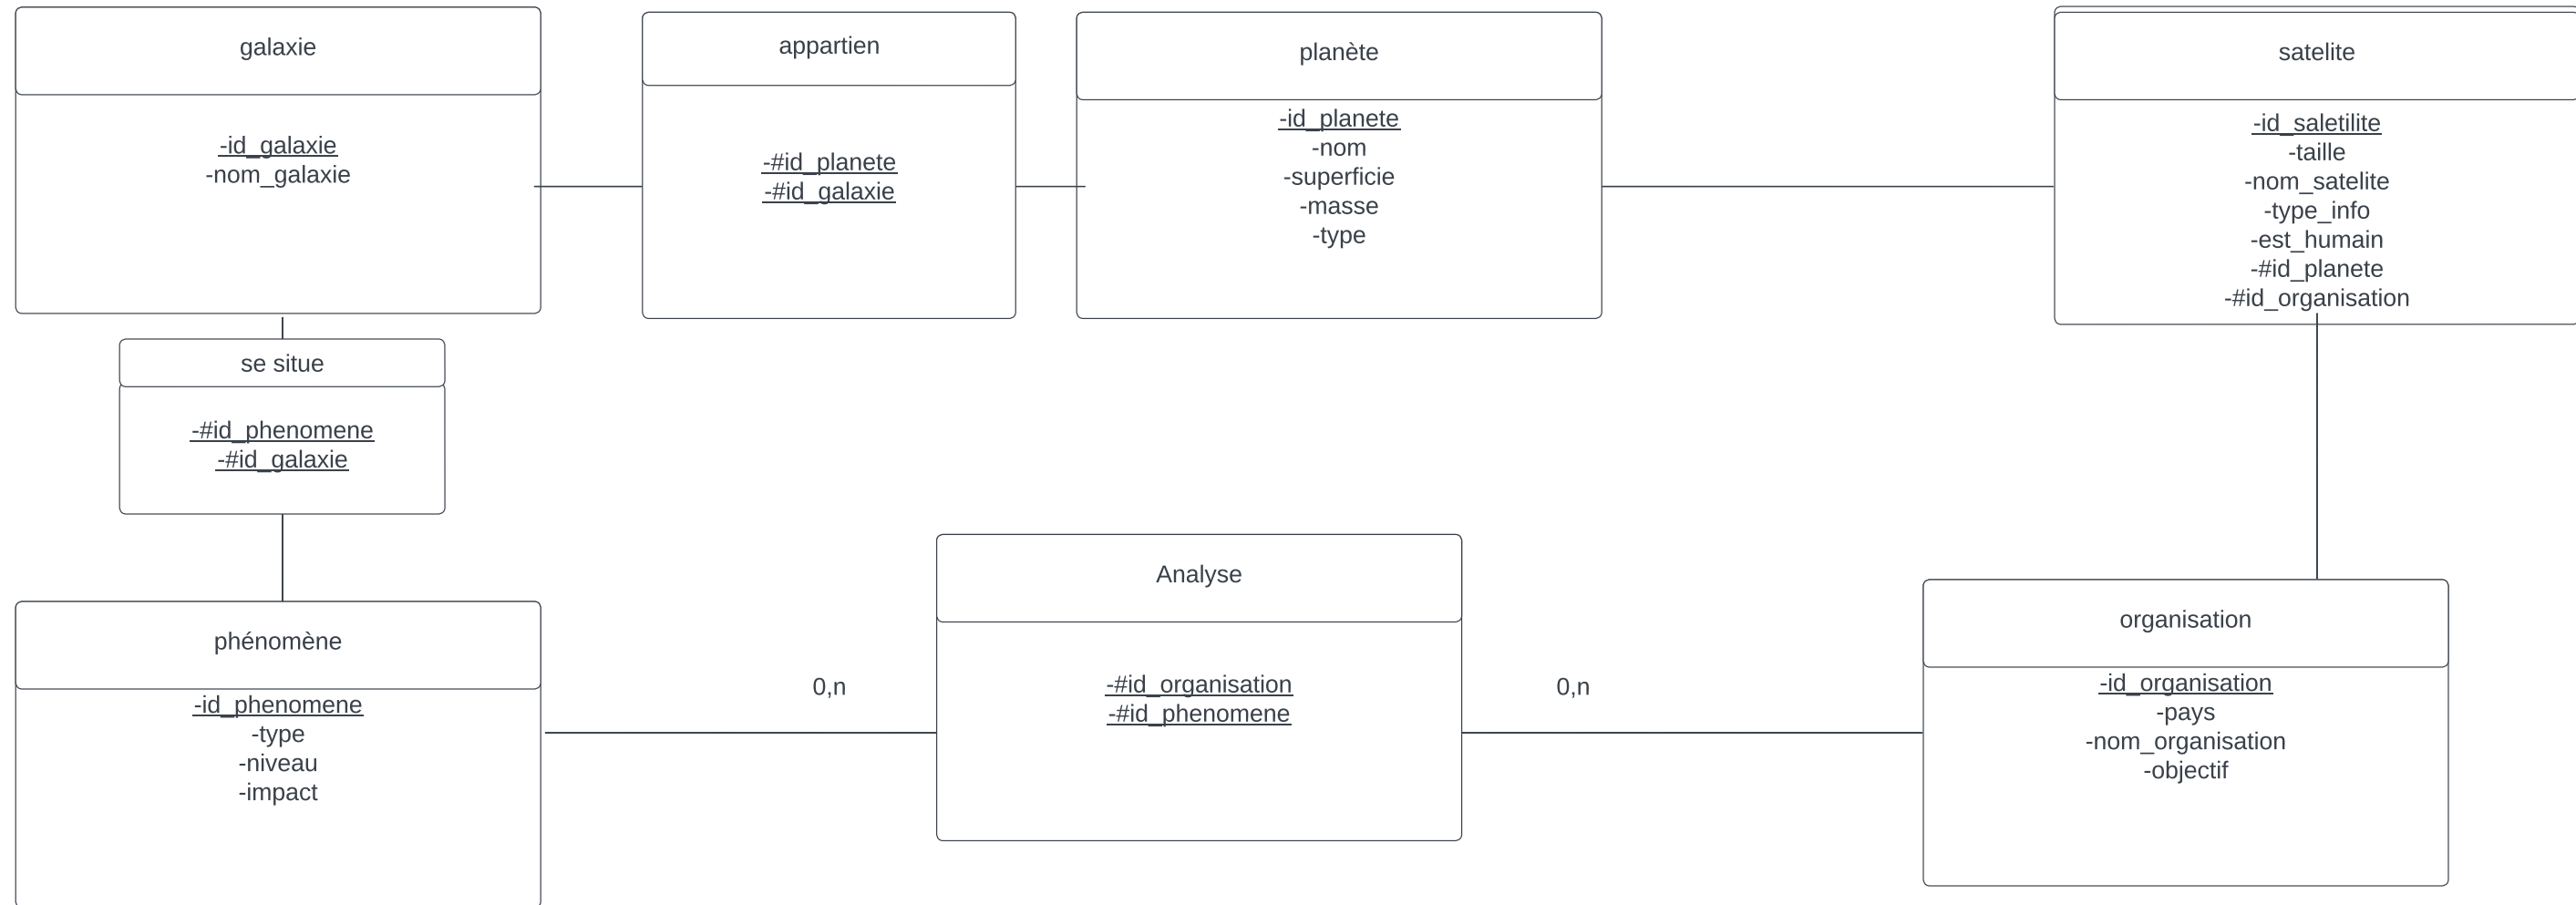 galaxie
-id_galaxie
-nom_galaxie
appartien
-#id_planete
-#id_galaxie
planète
-id_planete
-nom
-superficie
-masse
-type
satelite
-id_saletilite
-taille
-nom_satelite
-type_info
-est_humain
-#id_planete
-#id_organisation
se situe
-#id_phenomene
-#id_galaxie
phénomène
-id_phenomene
-type
-niveau
-impact
0,n
Analyse
-#id_organisation
-#id_phenomene
0,n
organisation
-id_organisation
-pays
-nom_organisation
-objectif